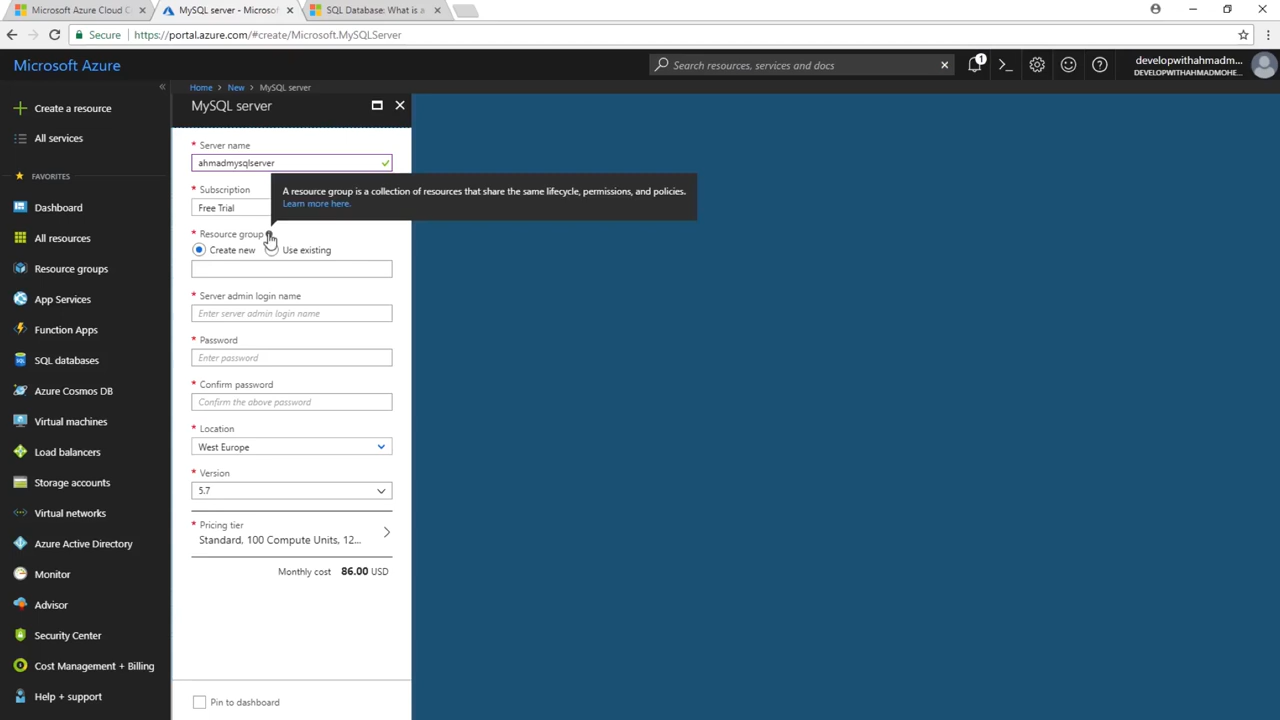 Microsoft Azure Cloud C
MySQL server - Microsof
SQL Database: What is a
Secure
https://portal.azure.com/#create/Microsoft.MySQLServer
Microsoft Azure
Search resources, services and docs
1
developwithahmadm...
DEVELOPWITHAHMADMOHE...
Home
New
MySQL server
Create a resource
All services
FAVORITES
Dashboard
All resources
Resource groups
App Services
Function Apps
SQL databases
Azure Cosmos DB
Virtual machines
Load balancers
Storage accounts
Virtual networks
Azure Active Directory
Monitor
Advisor
Security Center
Cost Management + Billing
Help + support
MySQL server
* Server name
ahmadmysqlserver
* Subscription
Free Trial
A resource group is a collection of resources that share the same lifecycle, permissions, and policies.
Learn more here.
* Resource group
Create new
Use existing
* Server admin login name
Enter server admin login name
* Password
Enter password
* Confirm password
Confirm the above password
* Location
West Europe
* Version
5.7
* Pricing tier
Standard, 100 Compute Units, 12...
Monthly cost 86.00 USD
Pin to dashboard